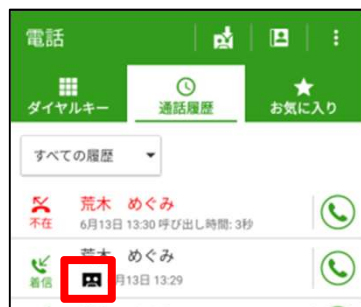 電話
ダイヤルキー
通話履歴
お気に入り
すべての履歴
荒木 めぐみ
不在
6月13日 13:30 呼び出し時間: 3秒
荒木 めぐみ
着信
月13日 13:29